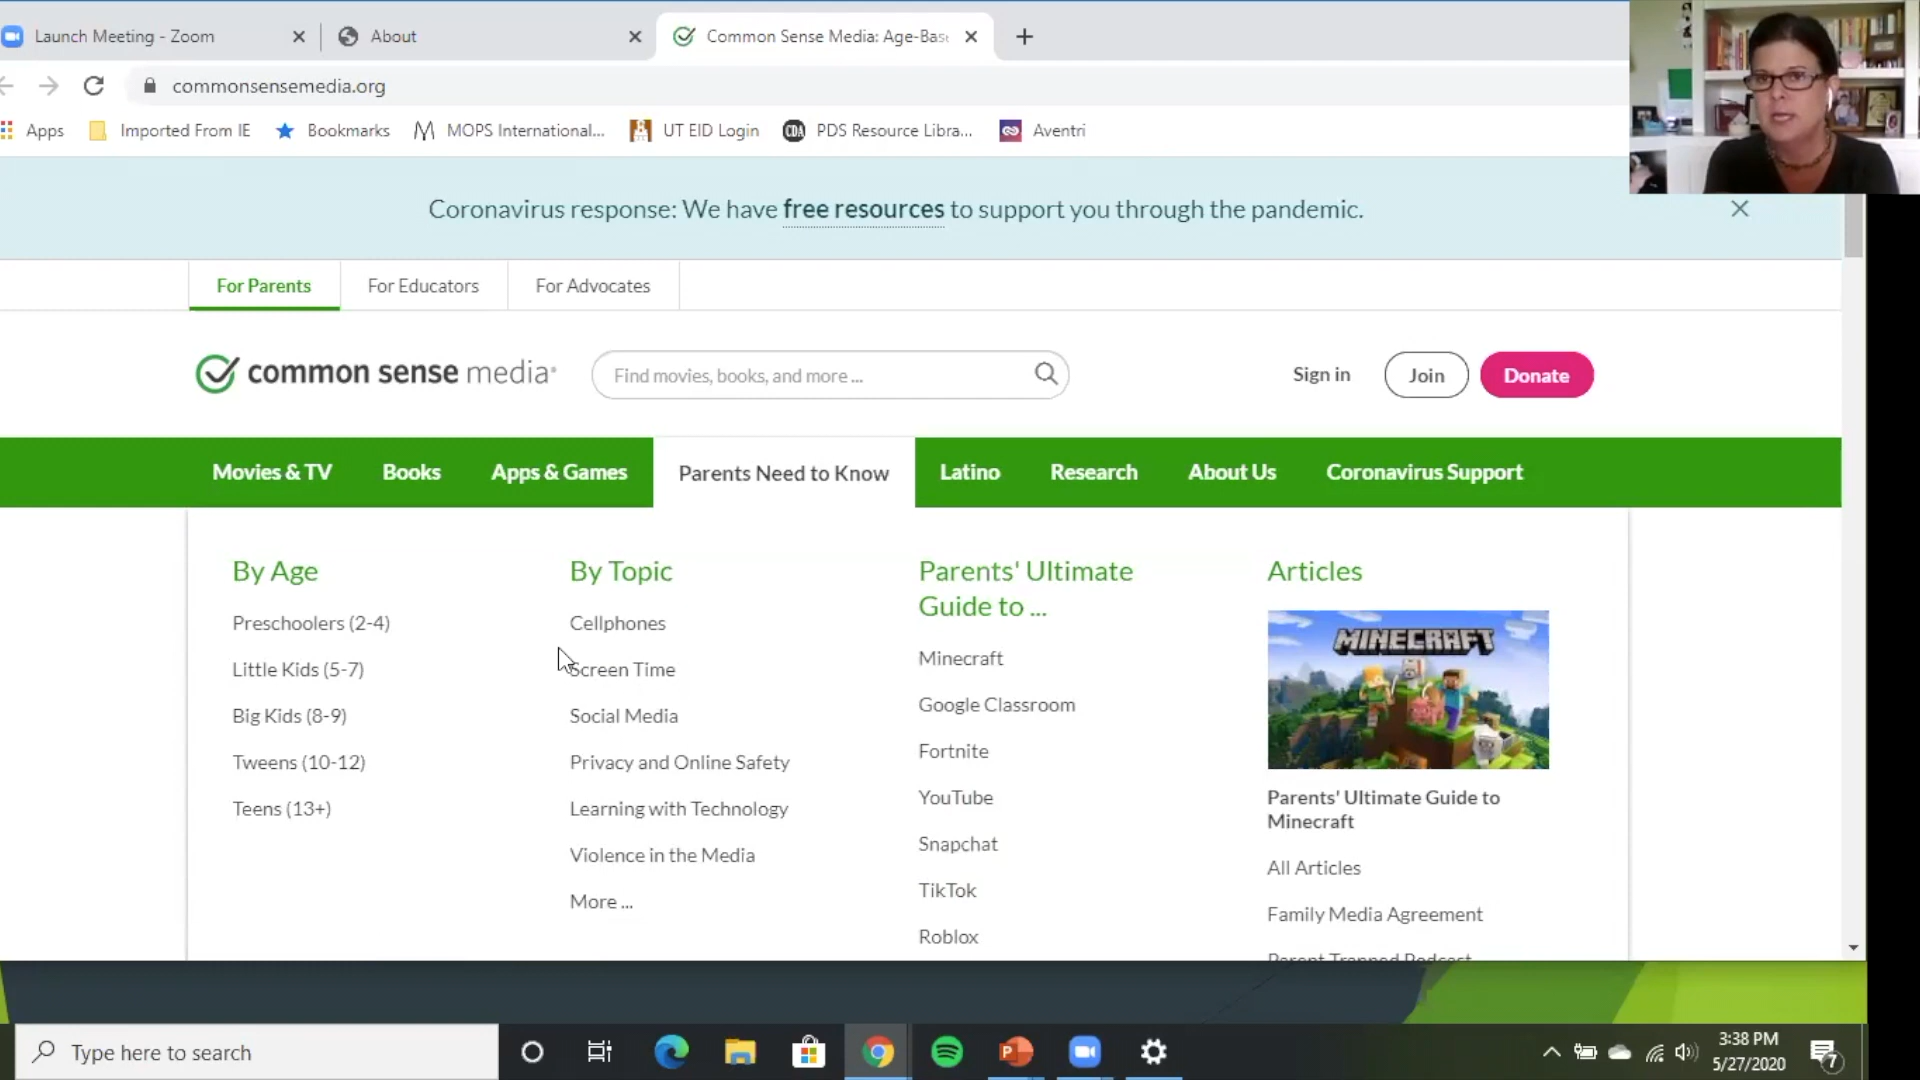 Launch Meeting - Zoom
About
Common Sense Media: Age-Bas
commonsensemedia.org
Apps
Imported From IE
Bookmarks
MOPS International...
UT EID Login
CDA
PDS Resource Libra...
Aventri
Coronavirus response: We have free resources to support you through the pandemic.
For Parents
For Educators
For Advocates
common sense media
Find movies, books, and more ...
Sign in
Join
Donate
Movies & TV
Books
Apps & Games
Parents Need to Know
Latino
Research
About Us
Coronavirus Support
By Age
Preschoolers (2-4)
Little Kids (5-7)
Big Kids (8-9)
Tweens (10-12)
Teens (13+)
By Topic
Cellphones
Screen Time
Social Media
Privacy and Online Safety
Learning with Technology
Violence in the Media
More ...
Parents' Ultimate
Guide to ...
Minecraft
Google Classroom
Fortnite
YouTube
Snapchat
TikTok
Roblox
Articles
MINECRAFT
Parents' Ultimate Guide to
Minecraft
All Articles
Family Media Agreement
Parent Trapped Podcast
Type here to search
3:38 PM
5/27/2020
7